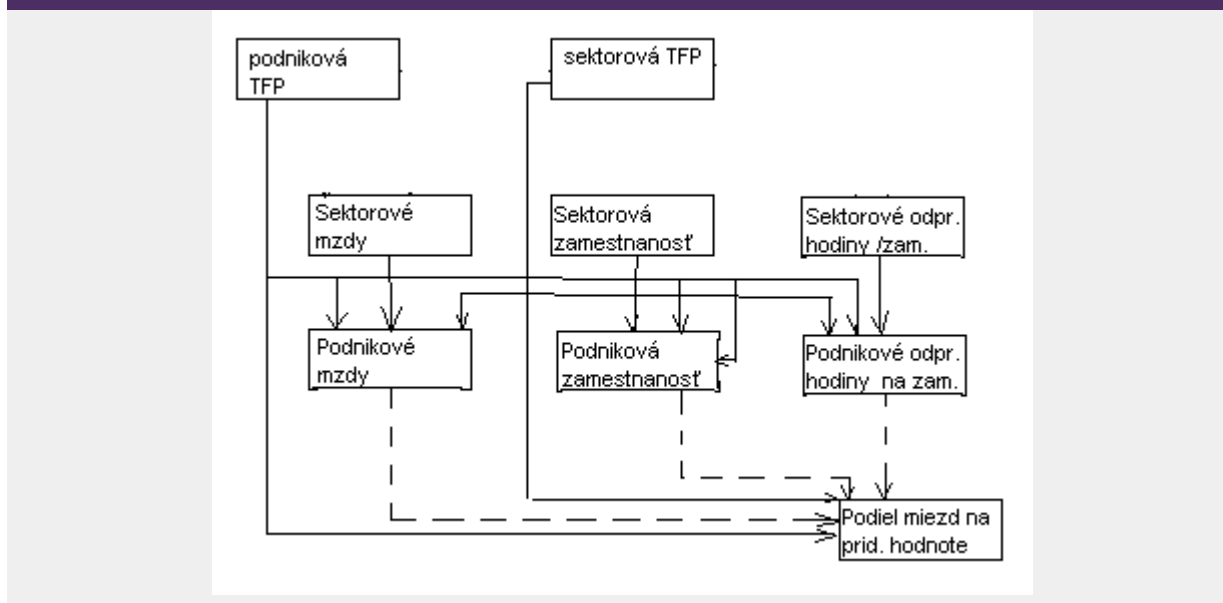 podniková
TFP
sektorová TFP
Sektorové
mzdy
Sektorová
zamestnanosť
Sektorové odpr.
hodiny /zam.
Podnikové
mzdy
Podniková
zamestnanosť
Podnikové odpr.
hodiny na zam.
Podiel miezd na
prid. hodnote